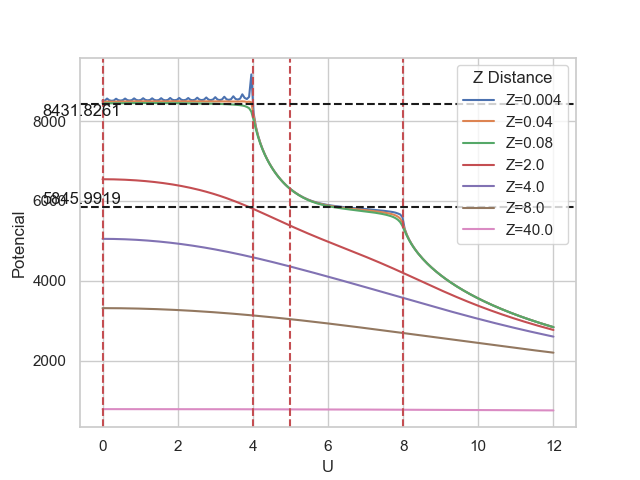 Z Distance
Z=0.004
Z=0.04
Z=0.08
Z=2.0
Z=4.0
Z=8.0
Z=40.0
8431.8261
8000
5845.9919
6000
4000
2000
Potencial
0 2 4 6 8 10 12
U